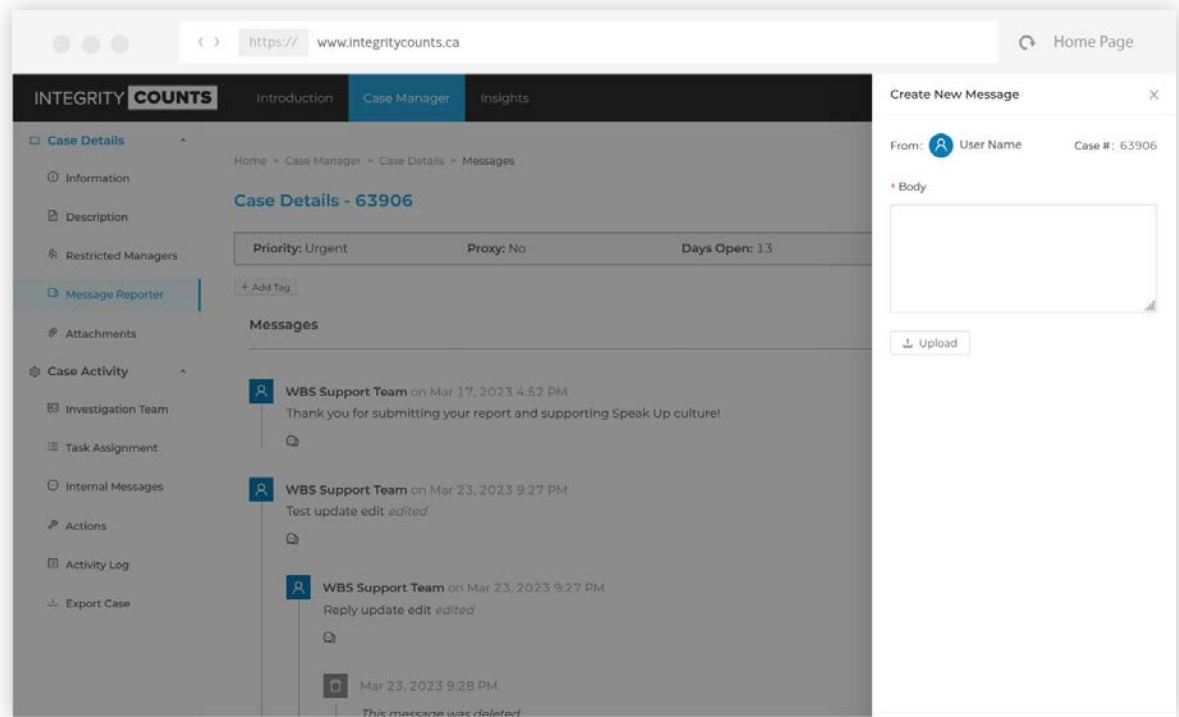 https:// www.integritycounts.ca Home Page
INTEGRITY COUNTS Introduction Case Manager Insights
Case Details
Information
Description
Restricted Managers
Message Reporter
Attachments
Case Activity
Investigation Team
Task Assignment
Internal Messages
Actions
Activity Log
Export Case
Home > Case Manager > Case Details > Messages
Case Details - 63906
Priority: Urgent Proxy: No Days Open: 13
+ Add Tag
Messages
WBS Support Team on Mar 17, 2023 4:52 PM
Thank you for submitting your report and supporting Speak Up culture!
WBS Support Team on Mar 23, 2023 9:27 PM
Test update edit edited
WBS Support Team on Mar 23, 2023 9:27 PM
Reply update edit edited
Mar 23, 2023 9:28 PM
This message was deleted
Create New Message X
From: User Name Case #: 63906
* Body
Upload